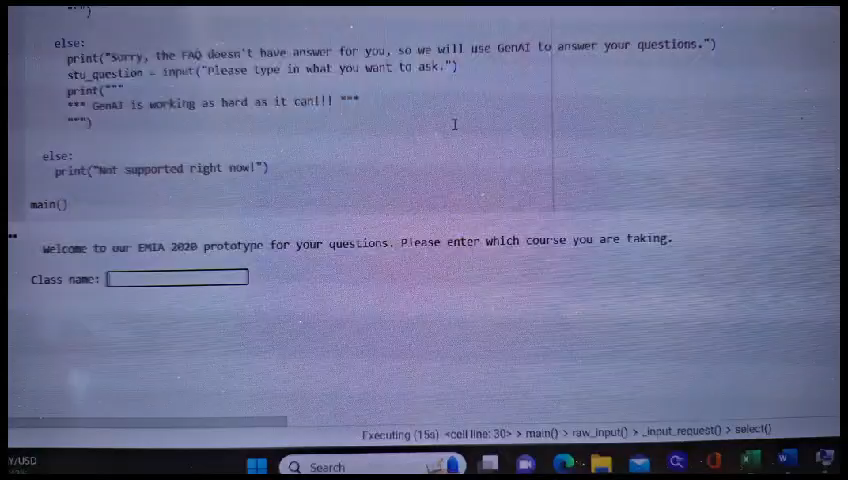 """)
else:
print("Sorry, the FAQ doesn't have answer for you, so we will use GenAI to answer your questions.")
stu_question = input("Please type in what you want to ask.")
print("""
*** GenAI is working as hard as it can!!! ***
""")
else:
print("Not supported right now!")
main()
Welcome to our EMIA 2020 prototype for your questions. Please enter which course you are taking.
Class name:
Executing (15s) <cell line: 30> > main() > raw_input() > _input_request() > select()
Y/USD
Search